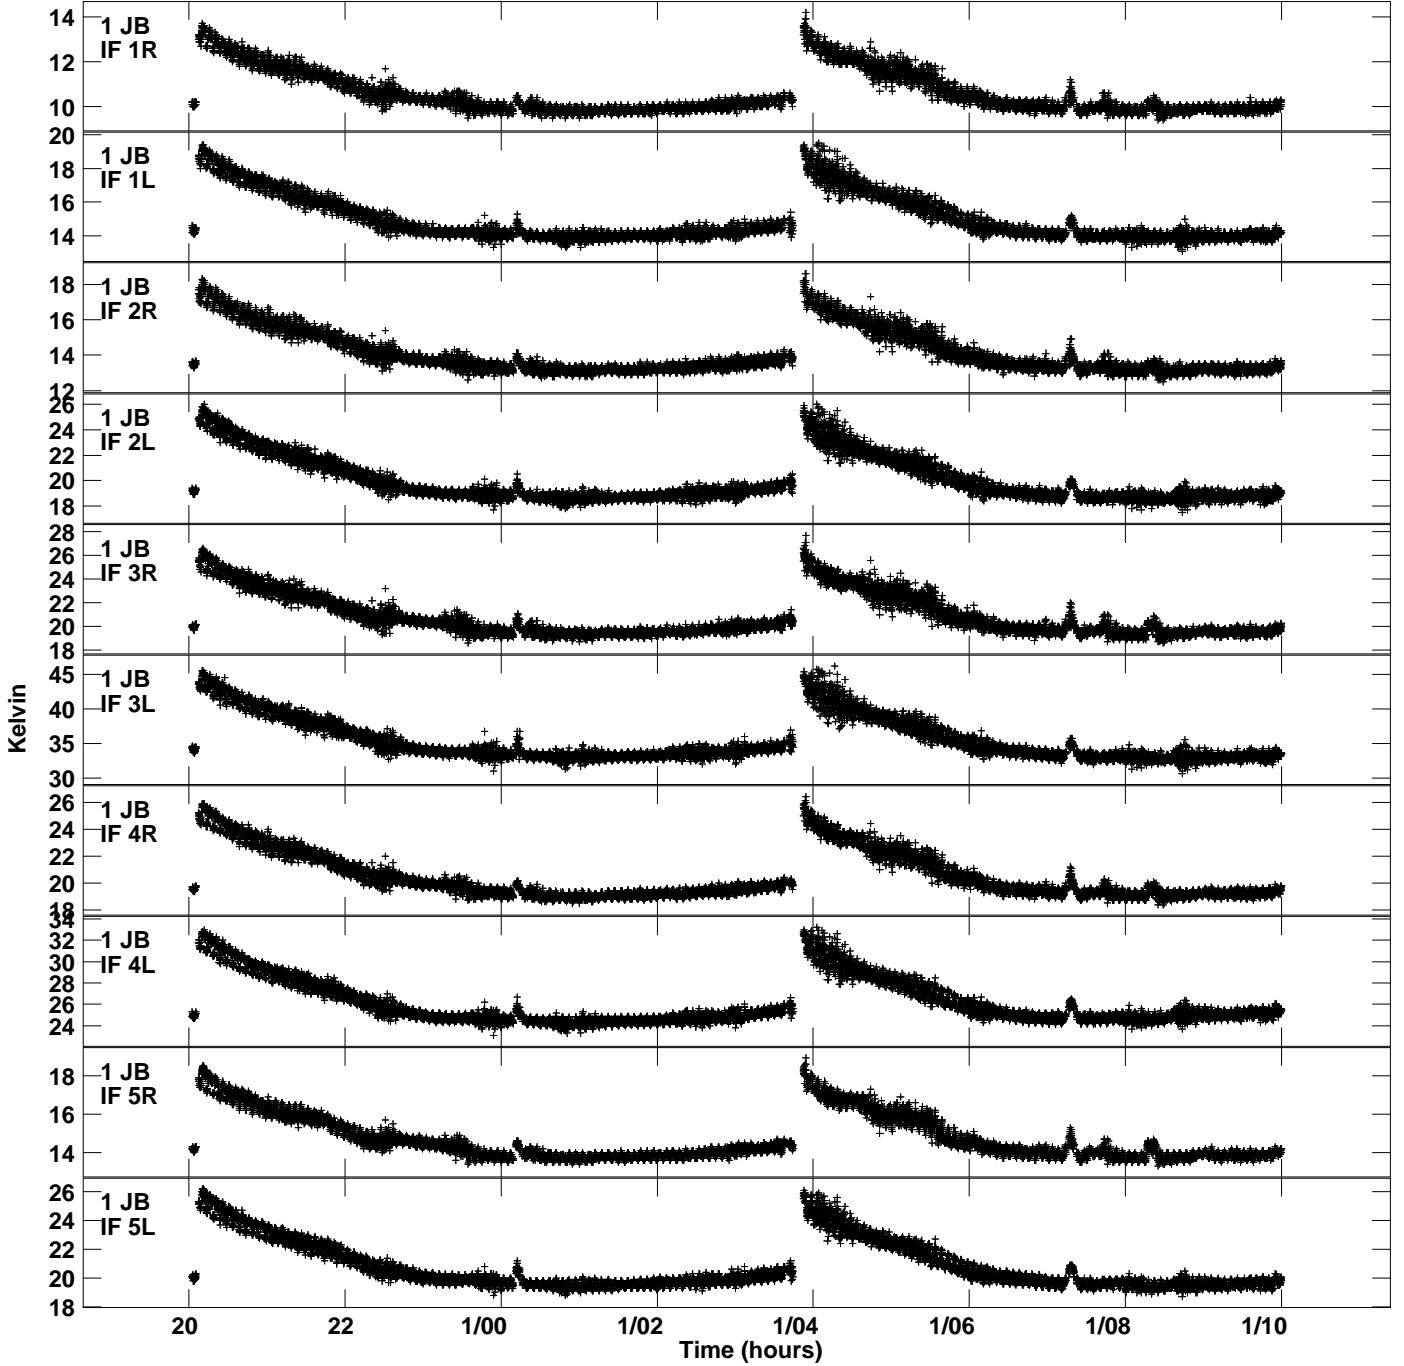 1 JB
IF 1R
14
12
10
1 JB
IF 1L
20
18
16
14
1 JB
IF 2R
18
16
14
12
1 JB
IF 2L
26
24
22
20
18
1 JB
IF 3R
28
26
24
22
20
18
1 JB
IF 3L
45
40
35
30
1 JB
IF 4R
26
24
22
20
18
1 JB
IF 4L
34
32
30
28
26
24
1 JB
IF 5R
18
16
14
1 JB
IF 5L
26
24
22
20
18
Kelvin
20 22 1/00 1/02 1/04 1/06 1/08 1/10
Time (hours)